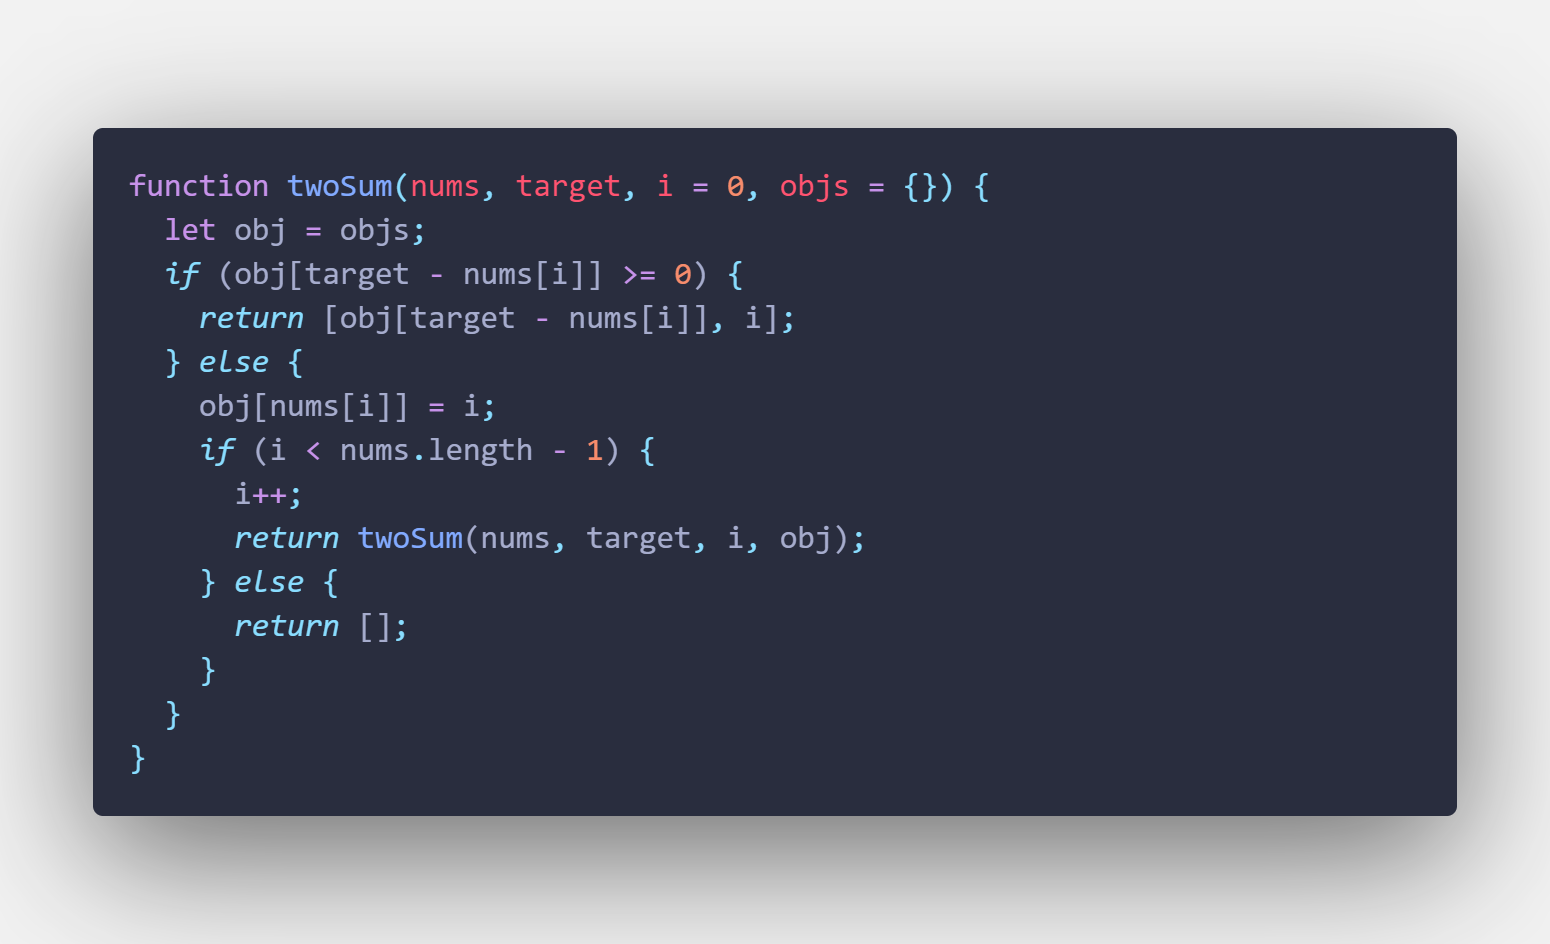 function twoSum(nums, target, i = 0, objs = {}) {
  let obj = objs;
  if (obj[target - nums[i]] >= 0) {
    return [obj[target - nums[i]], i];
  } else {
    obj[nums[i]] = i;
    if (i < nums.length - 1) {
      i++;
      return twoSum(nums, target, i, obj);
    } else {
      return [];
    }
  }
}